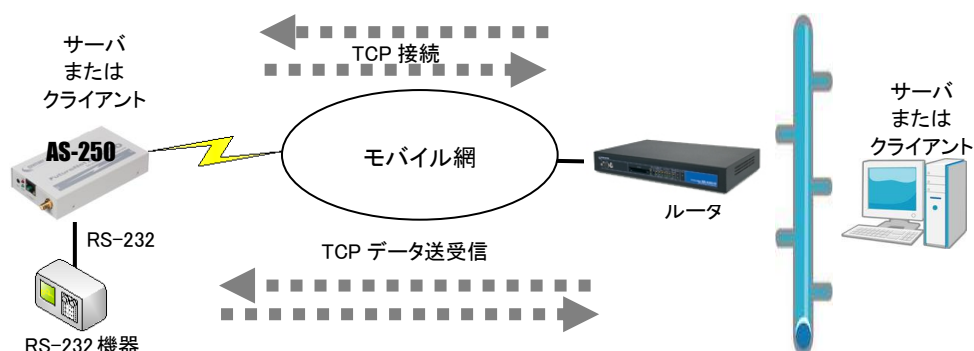 サーバ
または
クライアント
AS-250
RS-232
RS-232 機器
TCP 接続
モバイル網
TCP データ送受信
ルータ
サーバ
または
クライアント